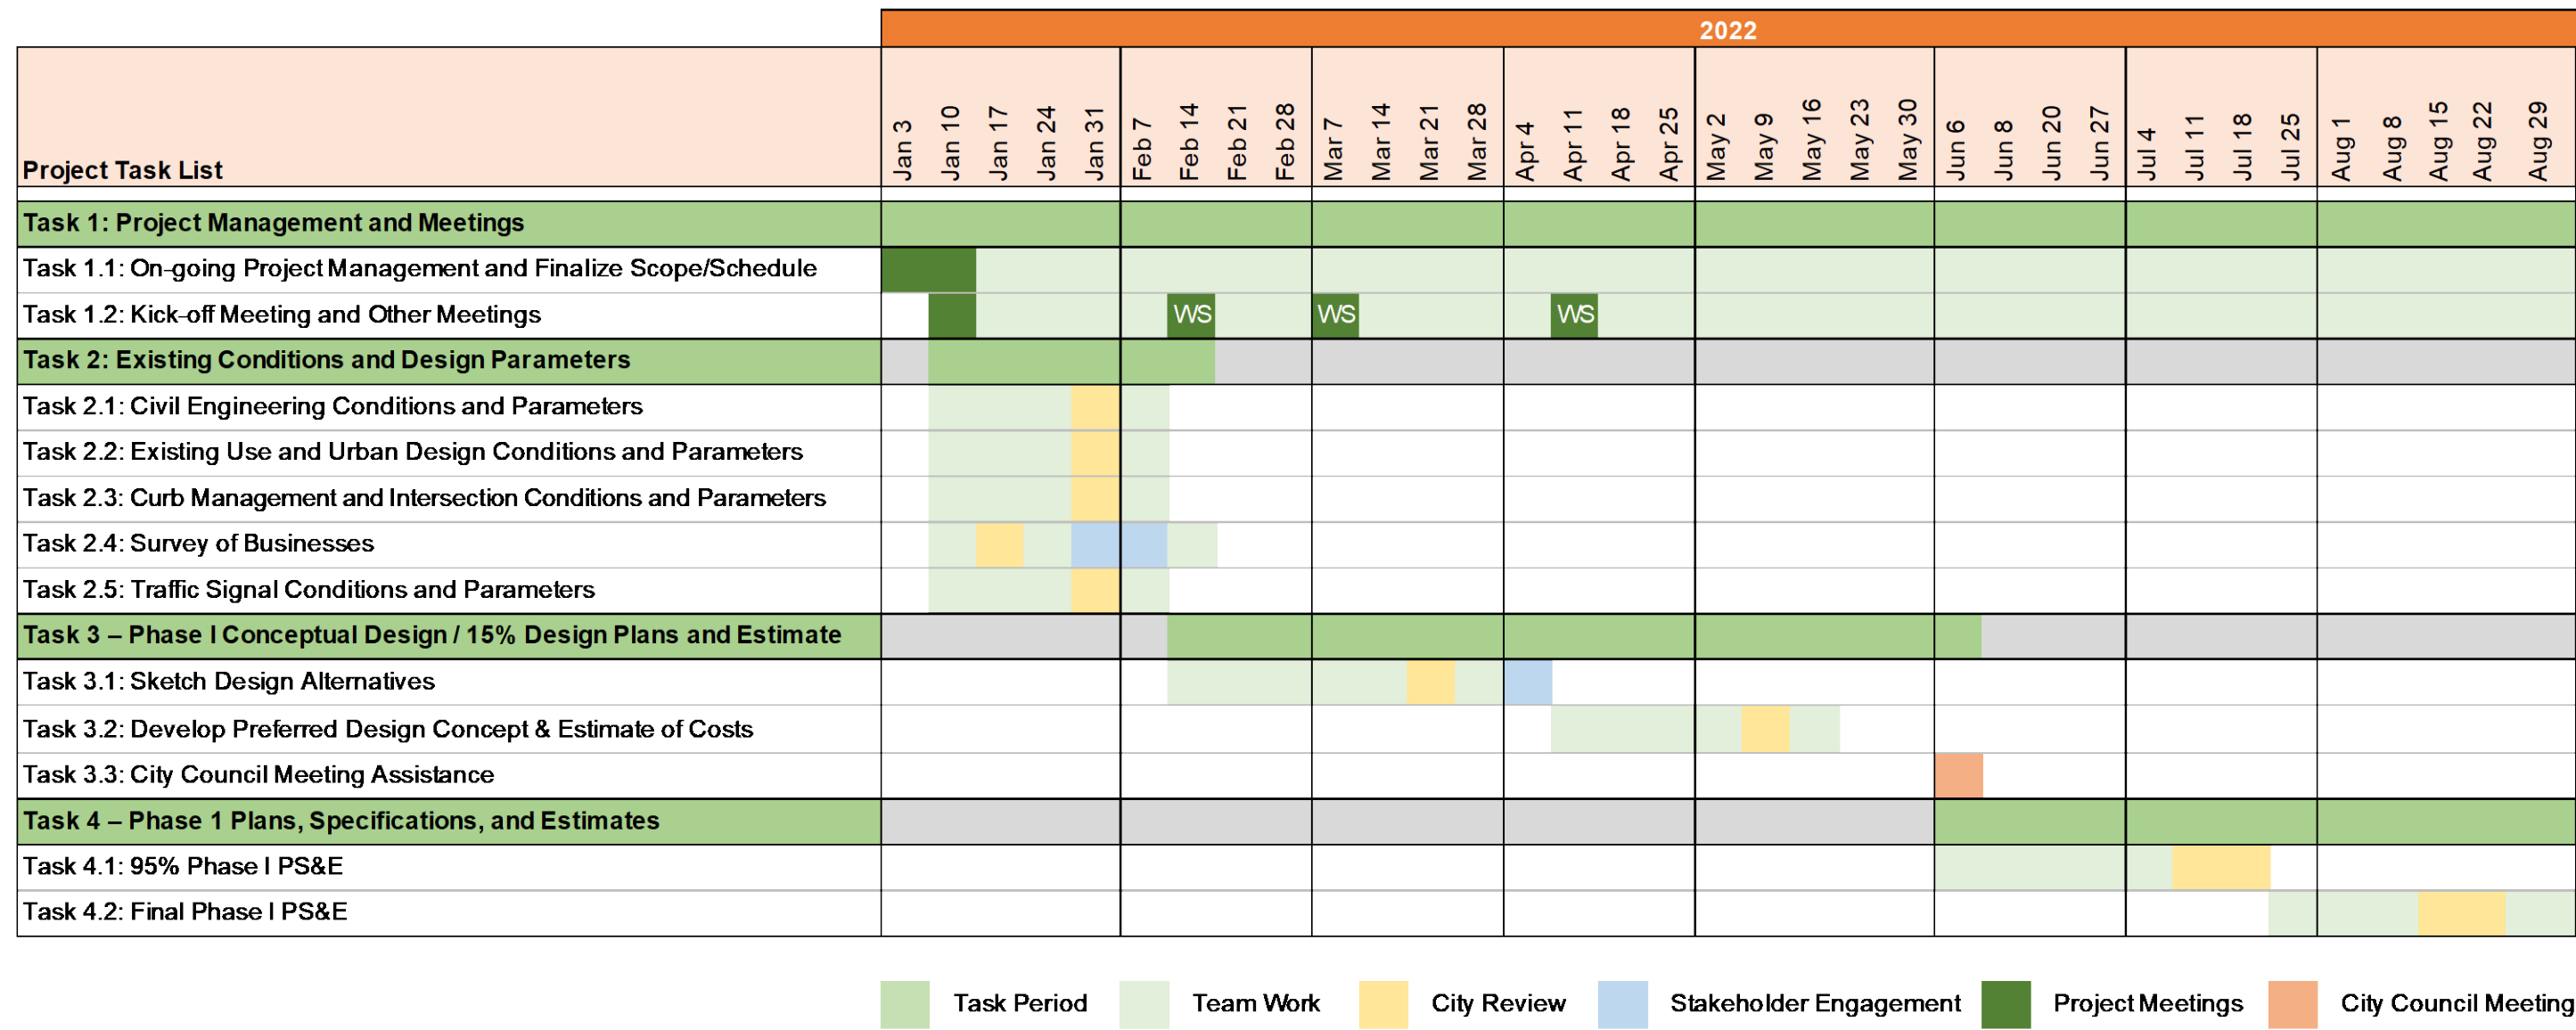 2022
Project Task List
Jan 3
Jan 10
Jan 17
Jan 24
Jan 31
Feb 7
Feb 14
Feb 21
Feb 28
Mar 7
Mar 14
Mar 21
Mar 28
Apr 4
Apr 11
Apr 18
Apr 25
May 2
May 9
May 16
May 23
May 30
Jun 6
Jun 8
Jun 20
Jun 27
Jul 4
Jul 11
Jul 18
Jul 25
Aug 1
Aug 8
Aug 15
Aug 22
Aug 29
Task 1: Project Management and Meetings
Task 1.1: On-going Project Management and Finalize Scope/Schedule
Task 1.2: Kick-off Meeting and Other Meetings
WS
WS
WS
Task 2: Existing Conditions and Design Parameters
Task 2.1: Civil Engineering Conditions and Parameters
Task 2.2: Existing Use and Urban Design Conditions and Parameters
Task 2.3: Curb Management and Intersection Conditions and Parameters
Task 2.4: Survey of Businesses
Task 2.5: Traffic Signal Conditions and Parameters
Task 3 – Phase I Conceptual Design / 15% Design Plans and Estimate
Task 3.1: Sketch Design Alternatives
Task 3.2: Develop Preferred Design Concept & Estimate of Costs
Task 3.3: City Council Meeting Assistance
Task 4 – Phase 1 Plans, Specifications, and Estimates
Task 4.1: 95% Phase I PS&E
Task 4.2: Final Phase I PS&E
Task Period
Team Work
City Review
Stakeholder Engagement
Project Meetings
City Council Meeting